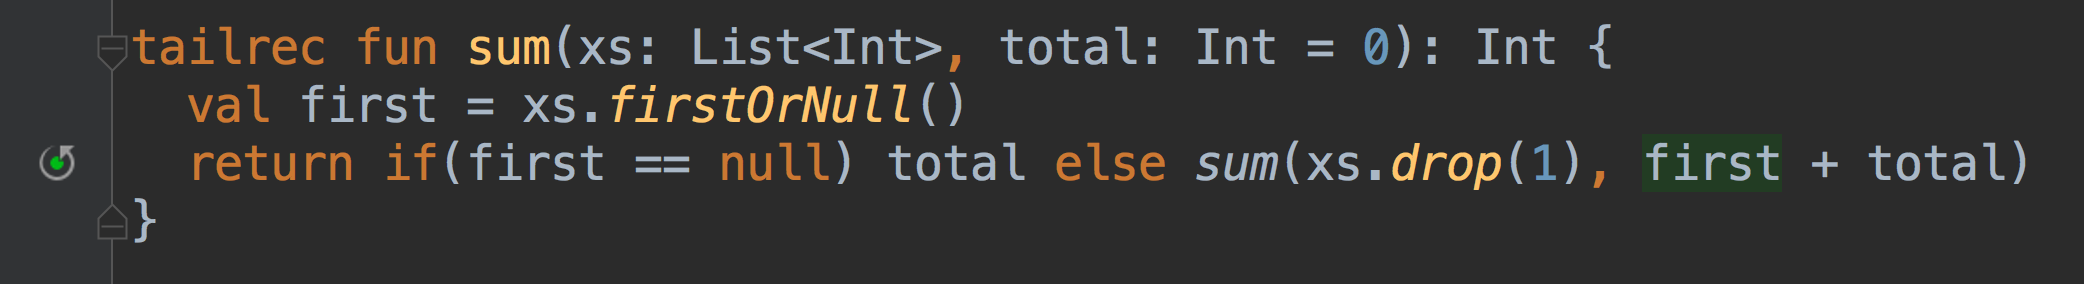 tailrec fun sum(xs: List<Int>, total: Int = 0): Int {
  val first = xs.firstOrNull()
  return if(first == null) total else sum(xs.drop(1), first + total)
}